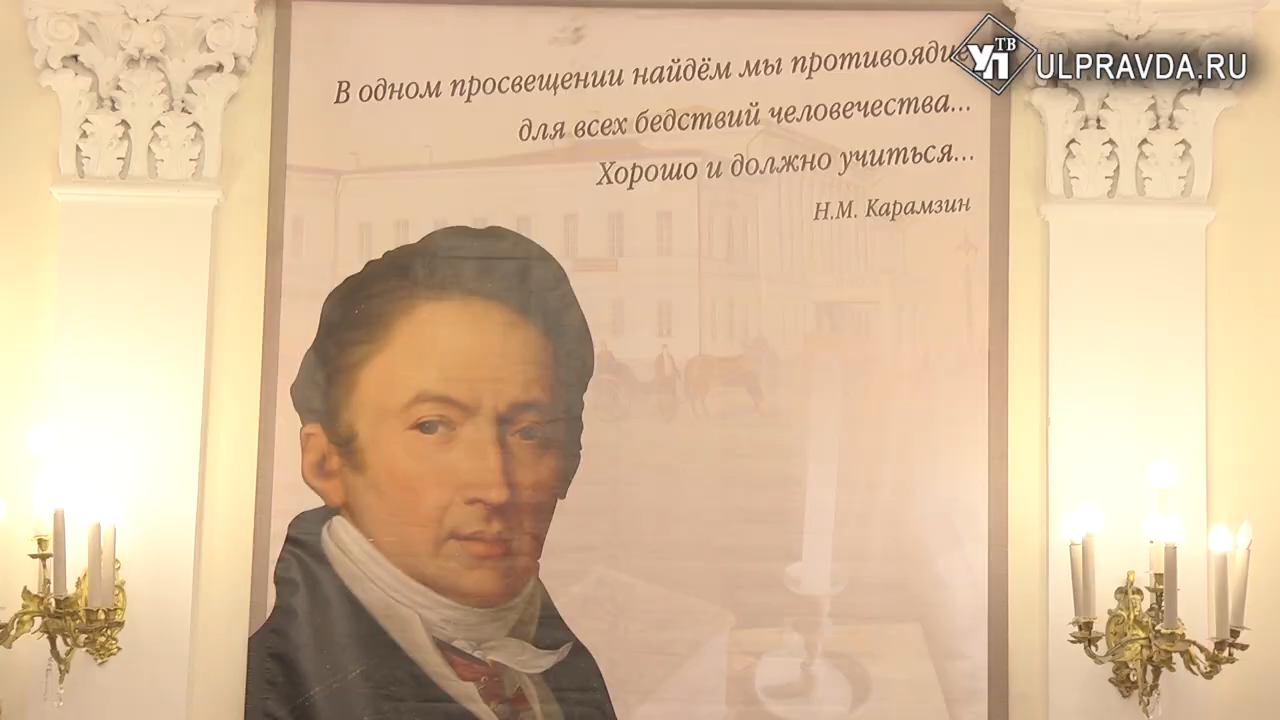 В одном просвещении найдём мы противояди
для всех бедствий человечества...
Хорошо и должно учиться...
Н.М. Карамзин
УП ТВ ULPRAVDA.RU